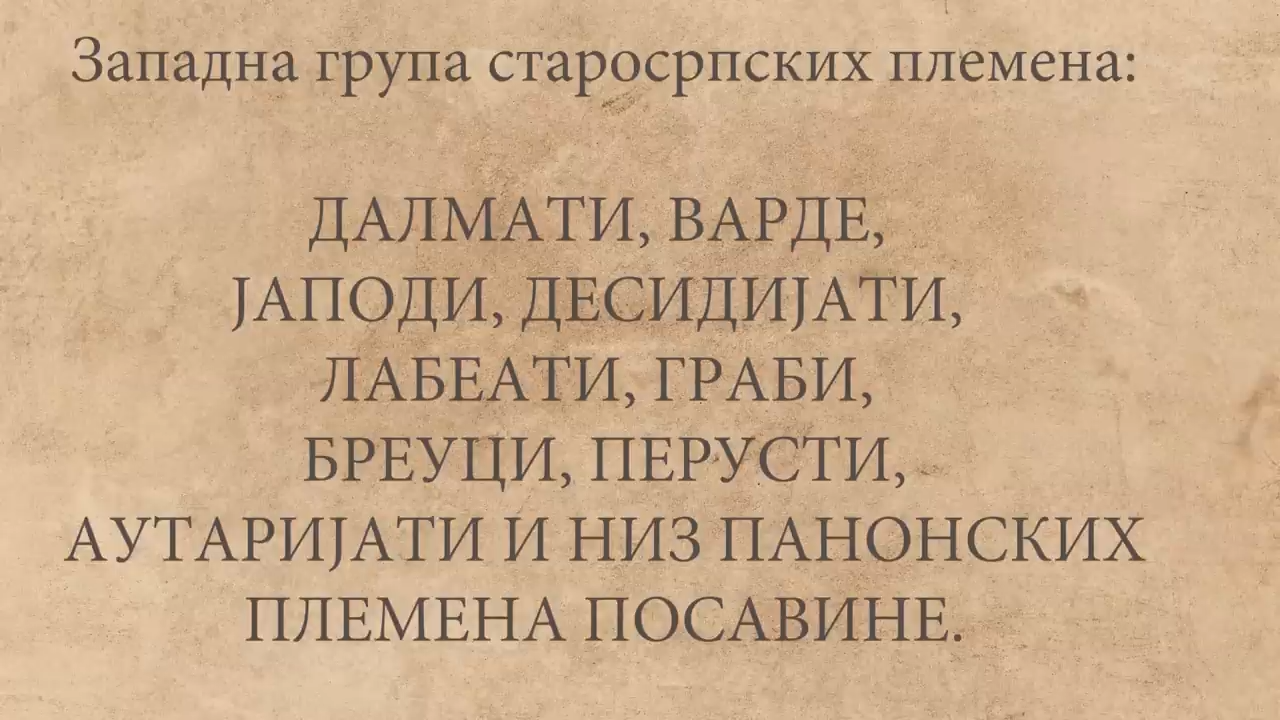 Западна група старосрпских племена:
ДАЛМАТИ, ВАРДЕ,
ЈАПОДИ, ДЕСИДИЈАТИ,
ЛАБЕАТИ, ГРАБИ,
БРЕУЦИ, ПЕРУСТИ,
АУТАРИЈАТИ И НИЗ ПАНОНСКИХ
ПЛЕМЕНА ПОСАВИНЕ.